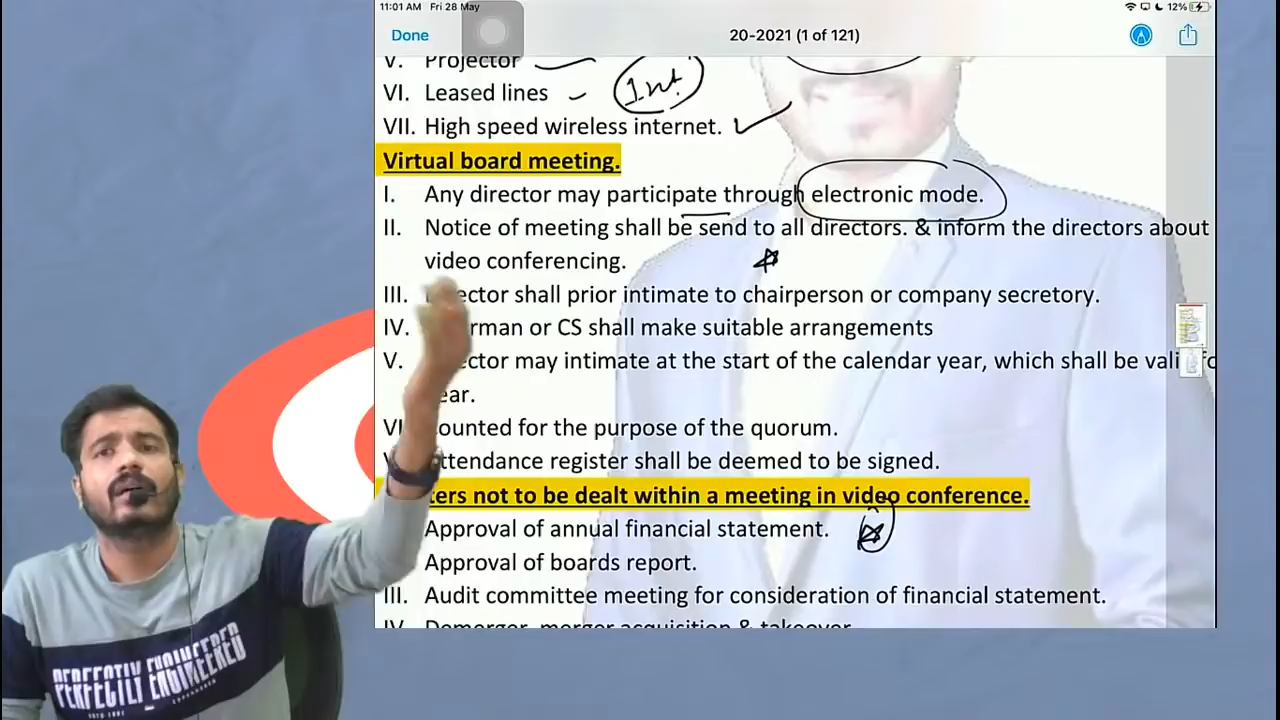 11:01 AM Fri 28 May
12%
Done
20-2021 (1 of 121)
V. Projector
VI. Leased lines
Int.
VII. High speed wireless internet.
Virtual board meeting.
I. Any director may participate through electronic mode.
II. Notice of meeting shall be send to all directors. & inform the directors about
video conferencing.
III. ector shall prior intimate to chairperson or company secretory.
IV. rman or CS shall make suitable arrangements
V. ector may intimate at the start of the calendar year, which shall be vali
ear.
VI ounted for the purpose of the quorum.
V ttendance register shall be deemed to be signed.
ters not to be dealt within a meeting in video conference.
Approval of annual financial statement.
Approval of boards report.
III. Audit committee meeting for consideration of financial statement.
IV. Demerger, merger acquisition & takeover
PERFECTLY ENGINEERED